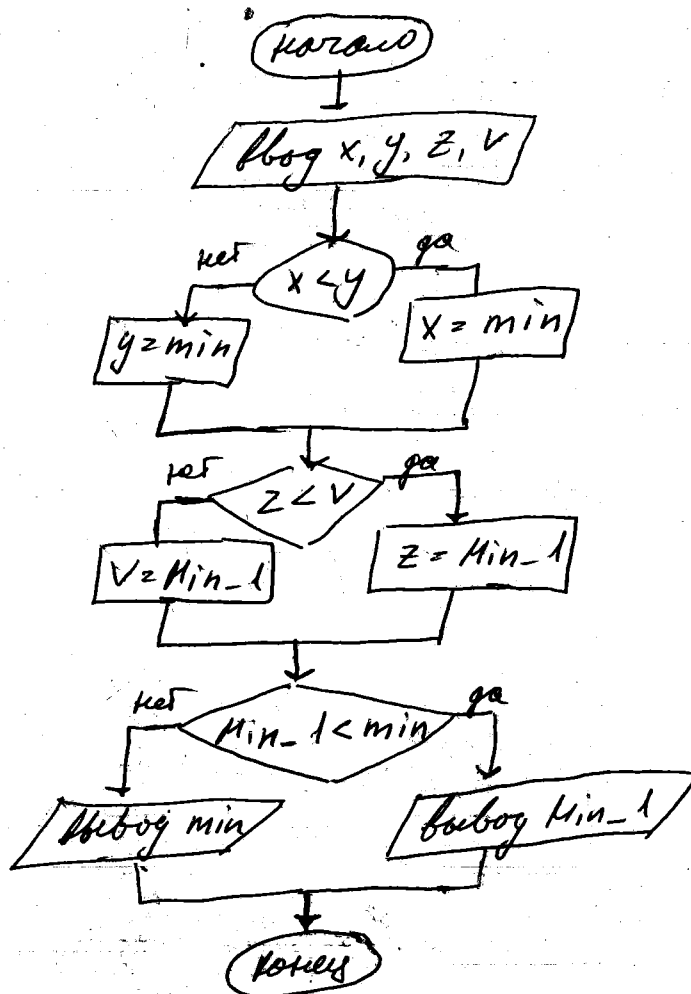 начало
Ввод x, y, z, v
нет да
x < y
y = min x = min
нет да
z < v
v = Min_1 z = Min_1
нет да
Min_1 < min
вывод min вывод Min_1
конец